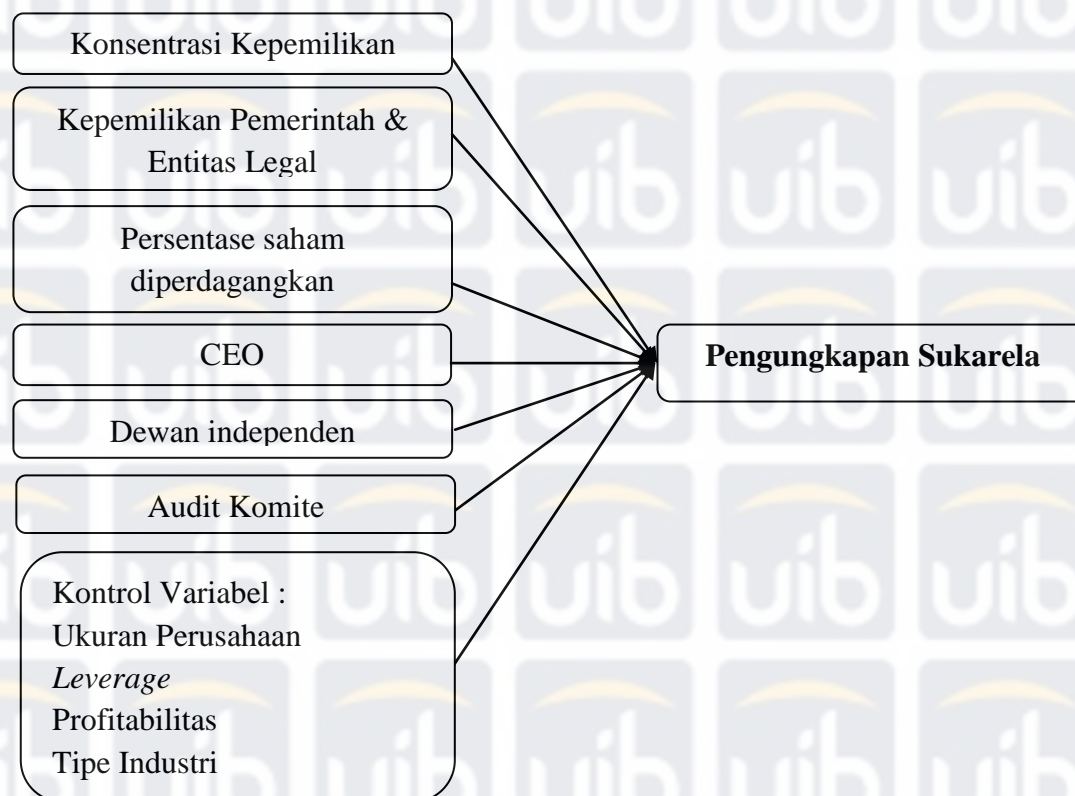 Konsentrasi Kepemilikan
Kepemilikan Pemerintah &
Entitas Legal
Persentase saham
diperdagangkan
CEO
Dewan independen
Audit Komite
Kontrol Variabel :
Ukuran Perusahaan
Leverage
Profitabilitas
Tipe Industri
Pengungkapan Sukarela
uib